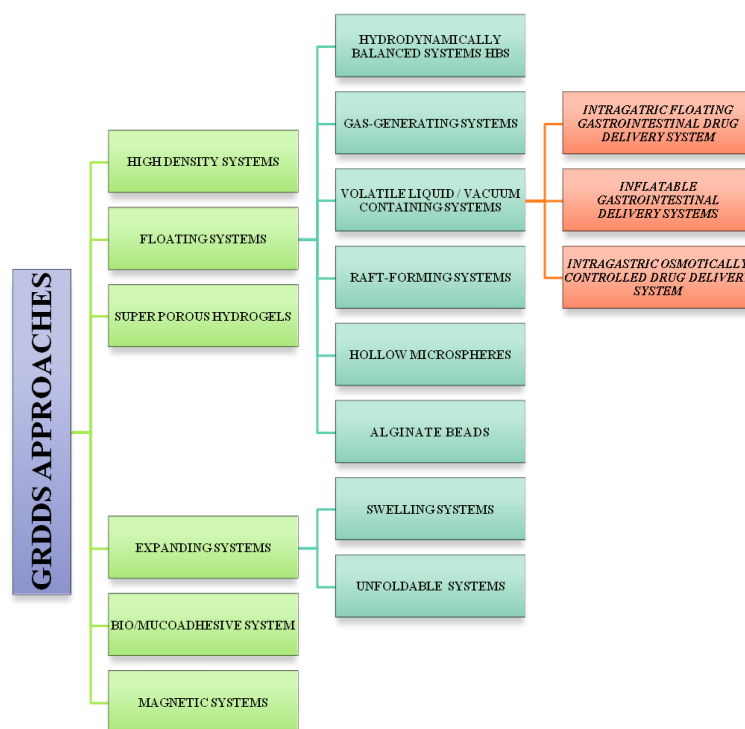 GRDDS APPROACHES
HIGH DENSITY SYSTEMS
FLOATING SYSTEMS
SUPER POROUS HYDROGELS
EXPANDING SYSTEMS
BIO/MUCOADHESIVE SYSTEM
MAGNETIC SYSTEMS
HYDRODYNAMICALLY
BALANCED SYSTEMS HBS
GAS-GENERATING SYSTEMS
VOLATILE LIQUID / VACUUM
CONTAINING SYSTEMS
RAFT-FORMING SYSTEMS
HOLLOW MICROSPHERES
ALGINATE BEADS
SWELLING SYSTEMS
UNFOLDABLE SYSTEMS
INTRAGATRIC FLOATING
GASTROINTESTINAL DRUG
DELIVERY SYSTEM
INFLATABLE
GASTROINTESTINAL
DELIVERY SYSTEMS
INTRAGASTRIC OSMOTICALLY
CONTROLLED DRUG DELIVER
SYSTEM